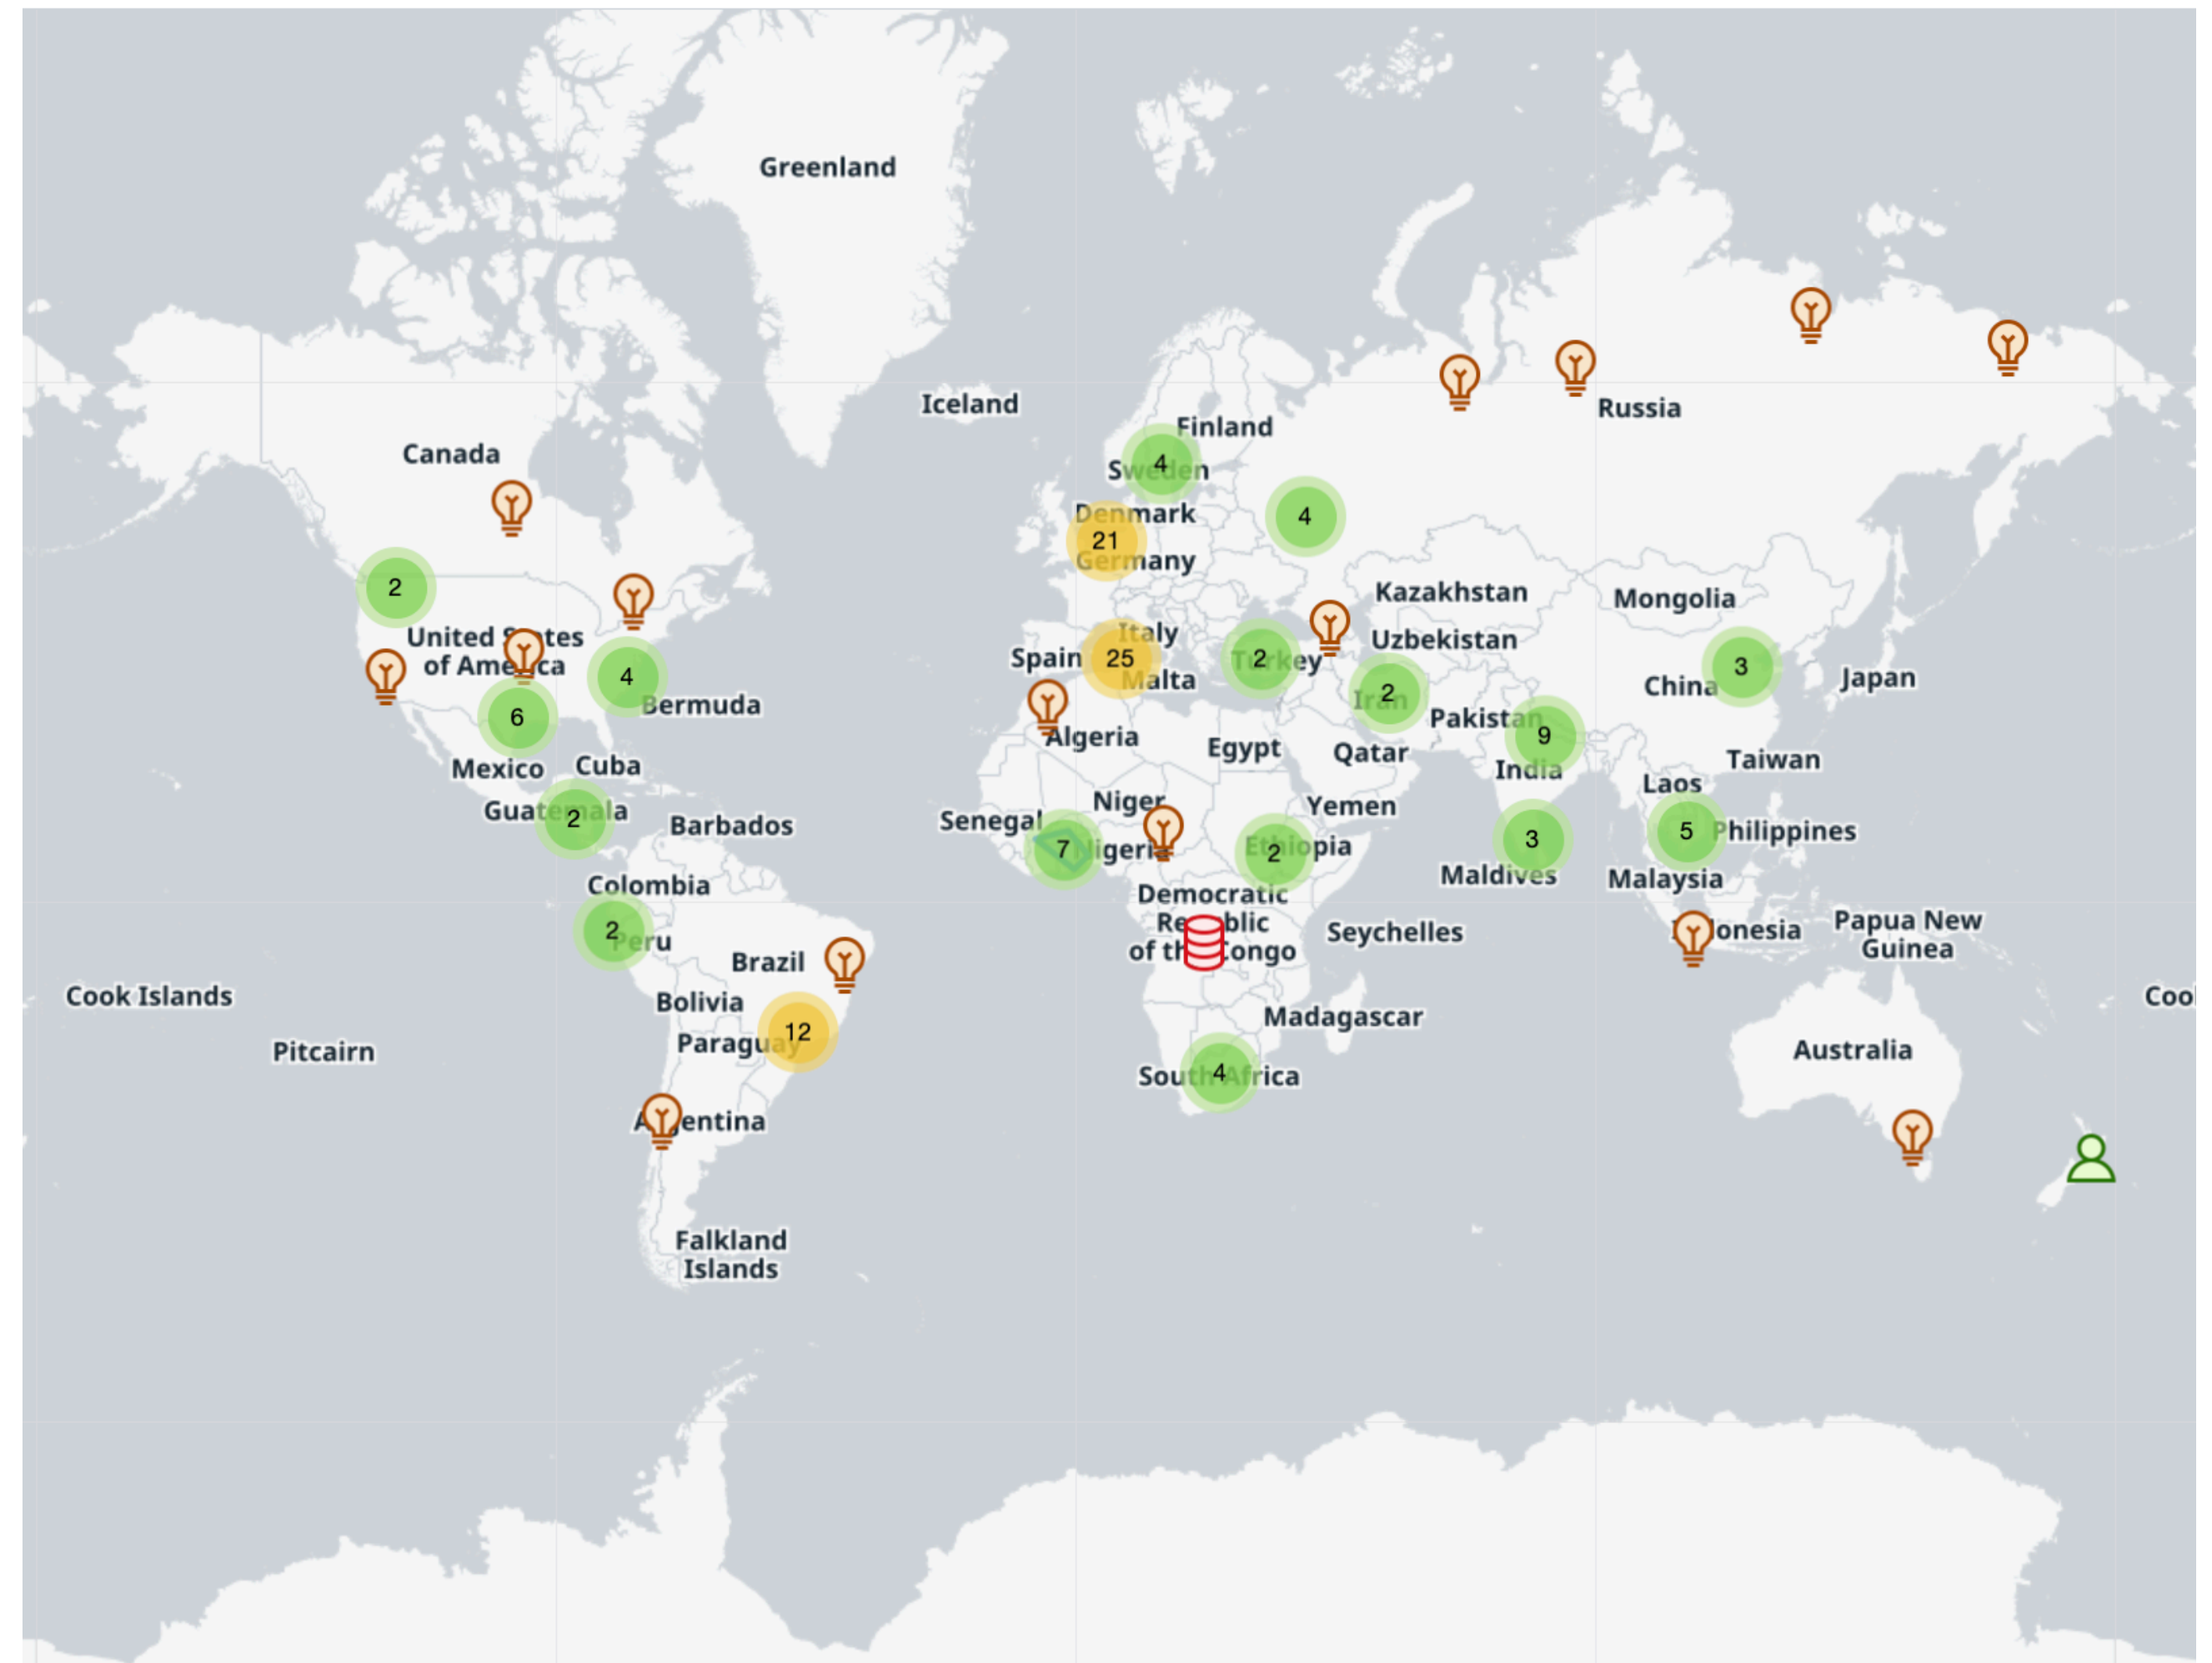 Greenland
Iceland
Finland
Canada
Russia
4
Sweden
4
Denmark
21
Germany
2
Kazakhstan
Mongolia
United States
of America
Italy
Uzbekistan
Spain
25
2
Turkey
Malta
4
3
China
Japan
2
Iran
Bermuda
6
Pakistan
9
Algeria
Egypt
Qatar
Mexico
Cuba
India
Taiwan
Laos
Guatemala
2
Niger
Yemen
Barbados
Senegal
7
Nigeria
2
Ethiopia
3
5
Philippines
Maldives
Malaysia
Colombia
Democratic
Republic
of the Congo
2
Peru
Seychelles
Indonesia
Papua New
Guinea
Brazil
Cook Islands
Coo
Bolivia
Madagascar
12
Paraguay
Pitcairn
Australia
4
South Africa
Argentina
Falkland
Islands